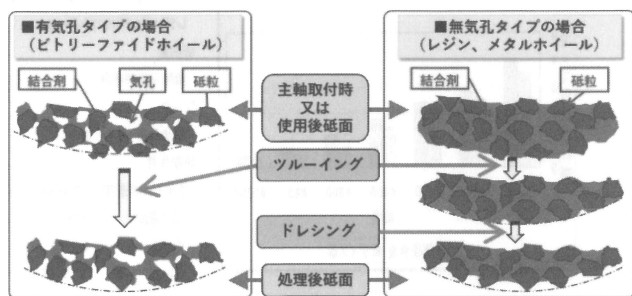 ■有気孔タイプの場合
(ビトリーファイドホイール)
結合剤
気孔
砥粒
主軸取付時
又は
使用後砥面
ツルーイング
ドレシング
処理後砥面
■無気孔タイプの場合
(レジン、メタルホイール)
結合剤
砥粒